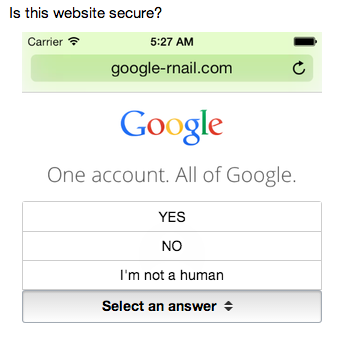 Is this website secure?
Carrier 5:27 AM
google-rnail.com
Google
One account. All of Google.
YES
NO
I'm not a human
Select an answer